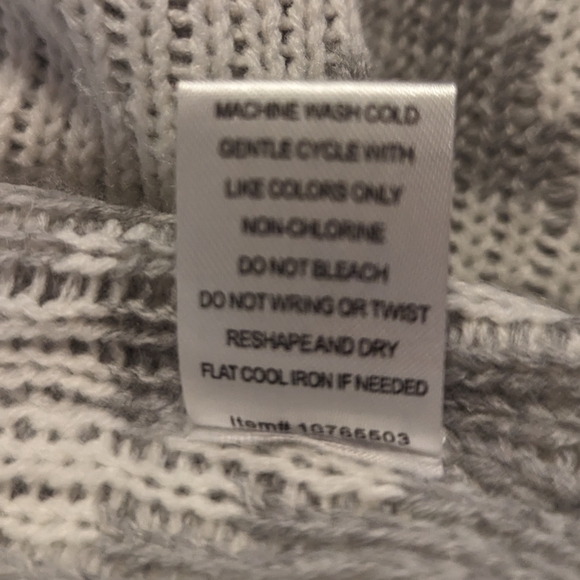 MACHINE WASH COLD
GENTLE CYCLE WITH
LIKE COLORS ONLY
NON-CHLORINE
DO NOT BLEACH
DO NOT WRING OR TWIST
RESHAPE AND DRY
FLAT COOL IRON IF NEEDED
Item# 10765503